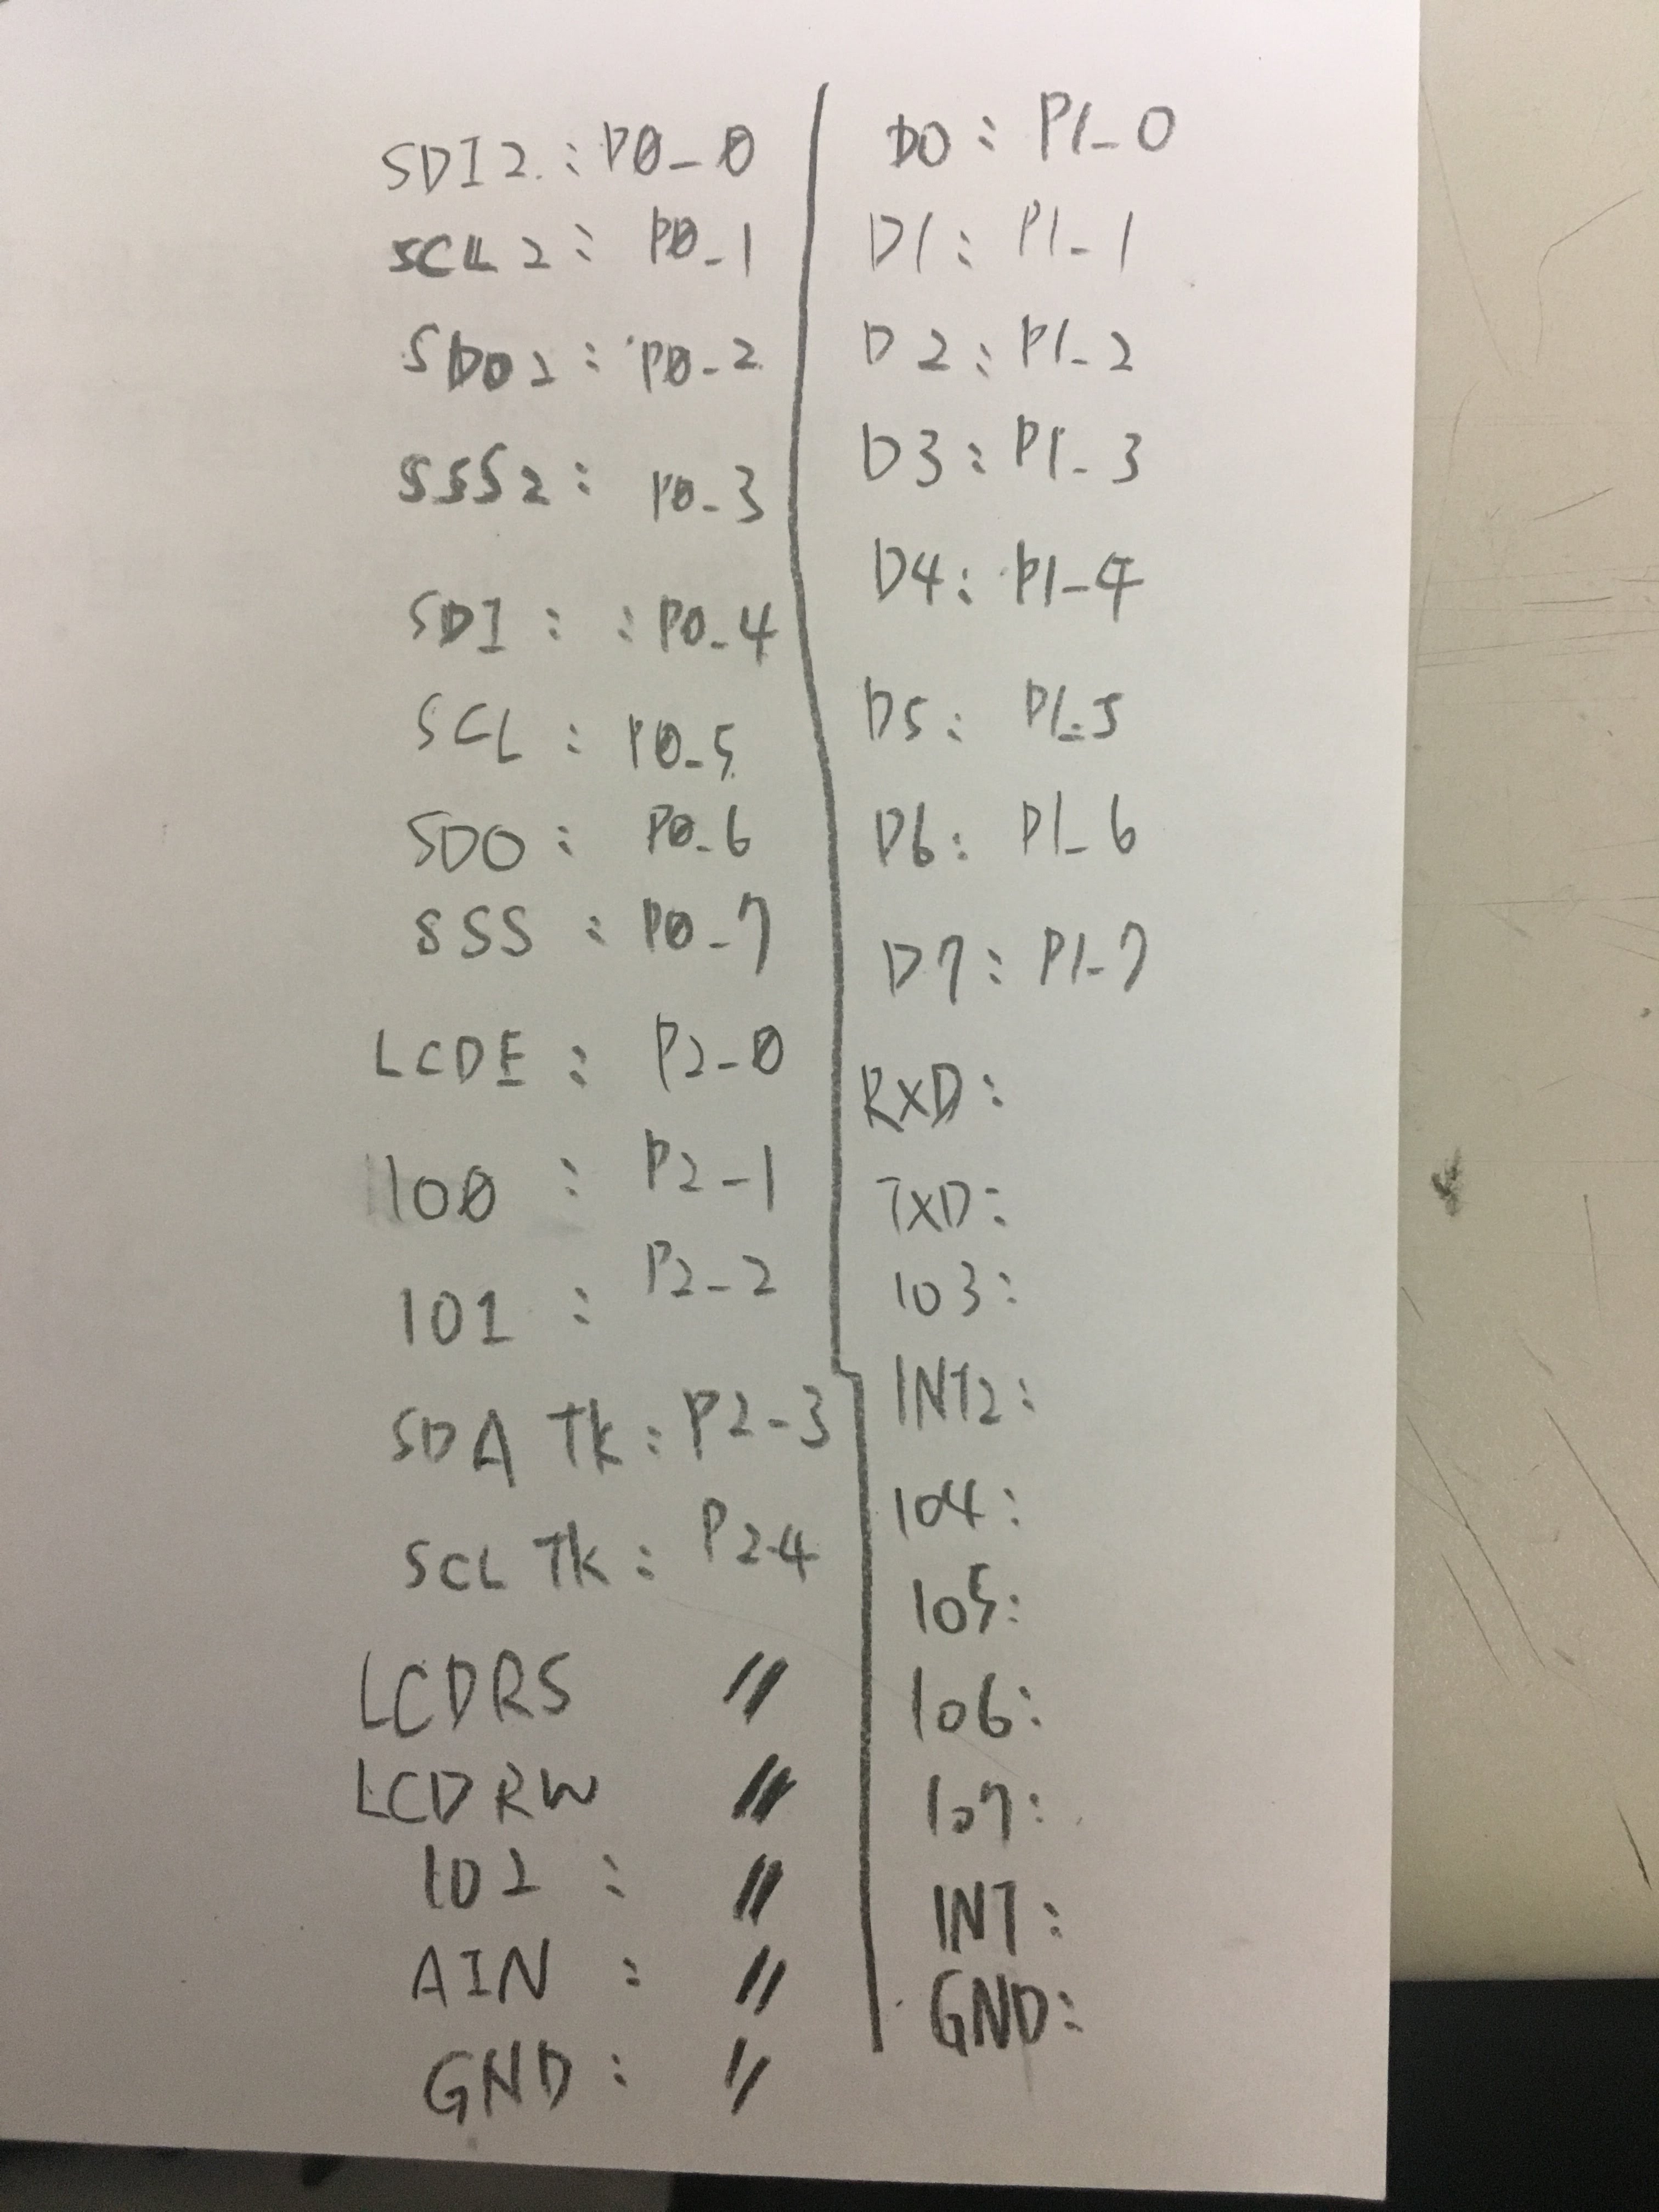 SDI2 : P0_0
SCL2 : P0_1
SDO2 : P0_2
SSS2 : P0_3
SDI : : P0_4
SCL : P0_5
SDO : P0_6
SSS : P0_7
LCDE : P2_0
IO0 : P2_1
IO1 : P2_2
SDA TK : P2_3
SCL TK : P2_4
LCDRS //
LCDRW //
IO2 : //
AIN : //
GND : //
D0 : P1_0
D1 : P1_1
D2 : P1_2
D3 : P1_3
D4 : P1_4
D5 : P1_5
D6 : P1_6
D7 : P1_7
RXD :
TXD :
IO3 :
INT2 :
IO4 :
IO5 :
IO6 :
IO7 :
INT :
GND :